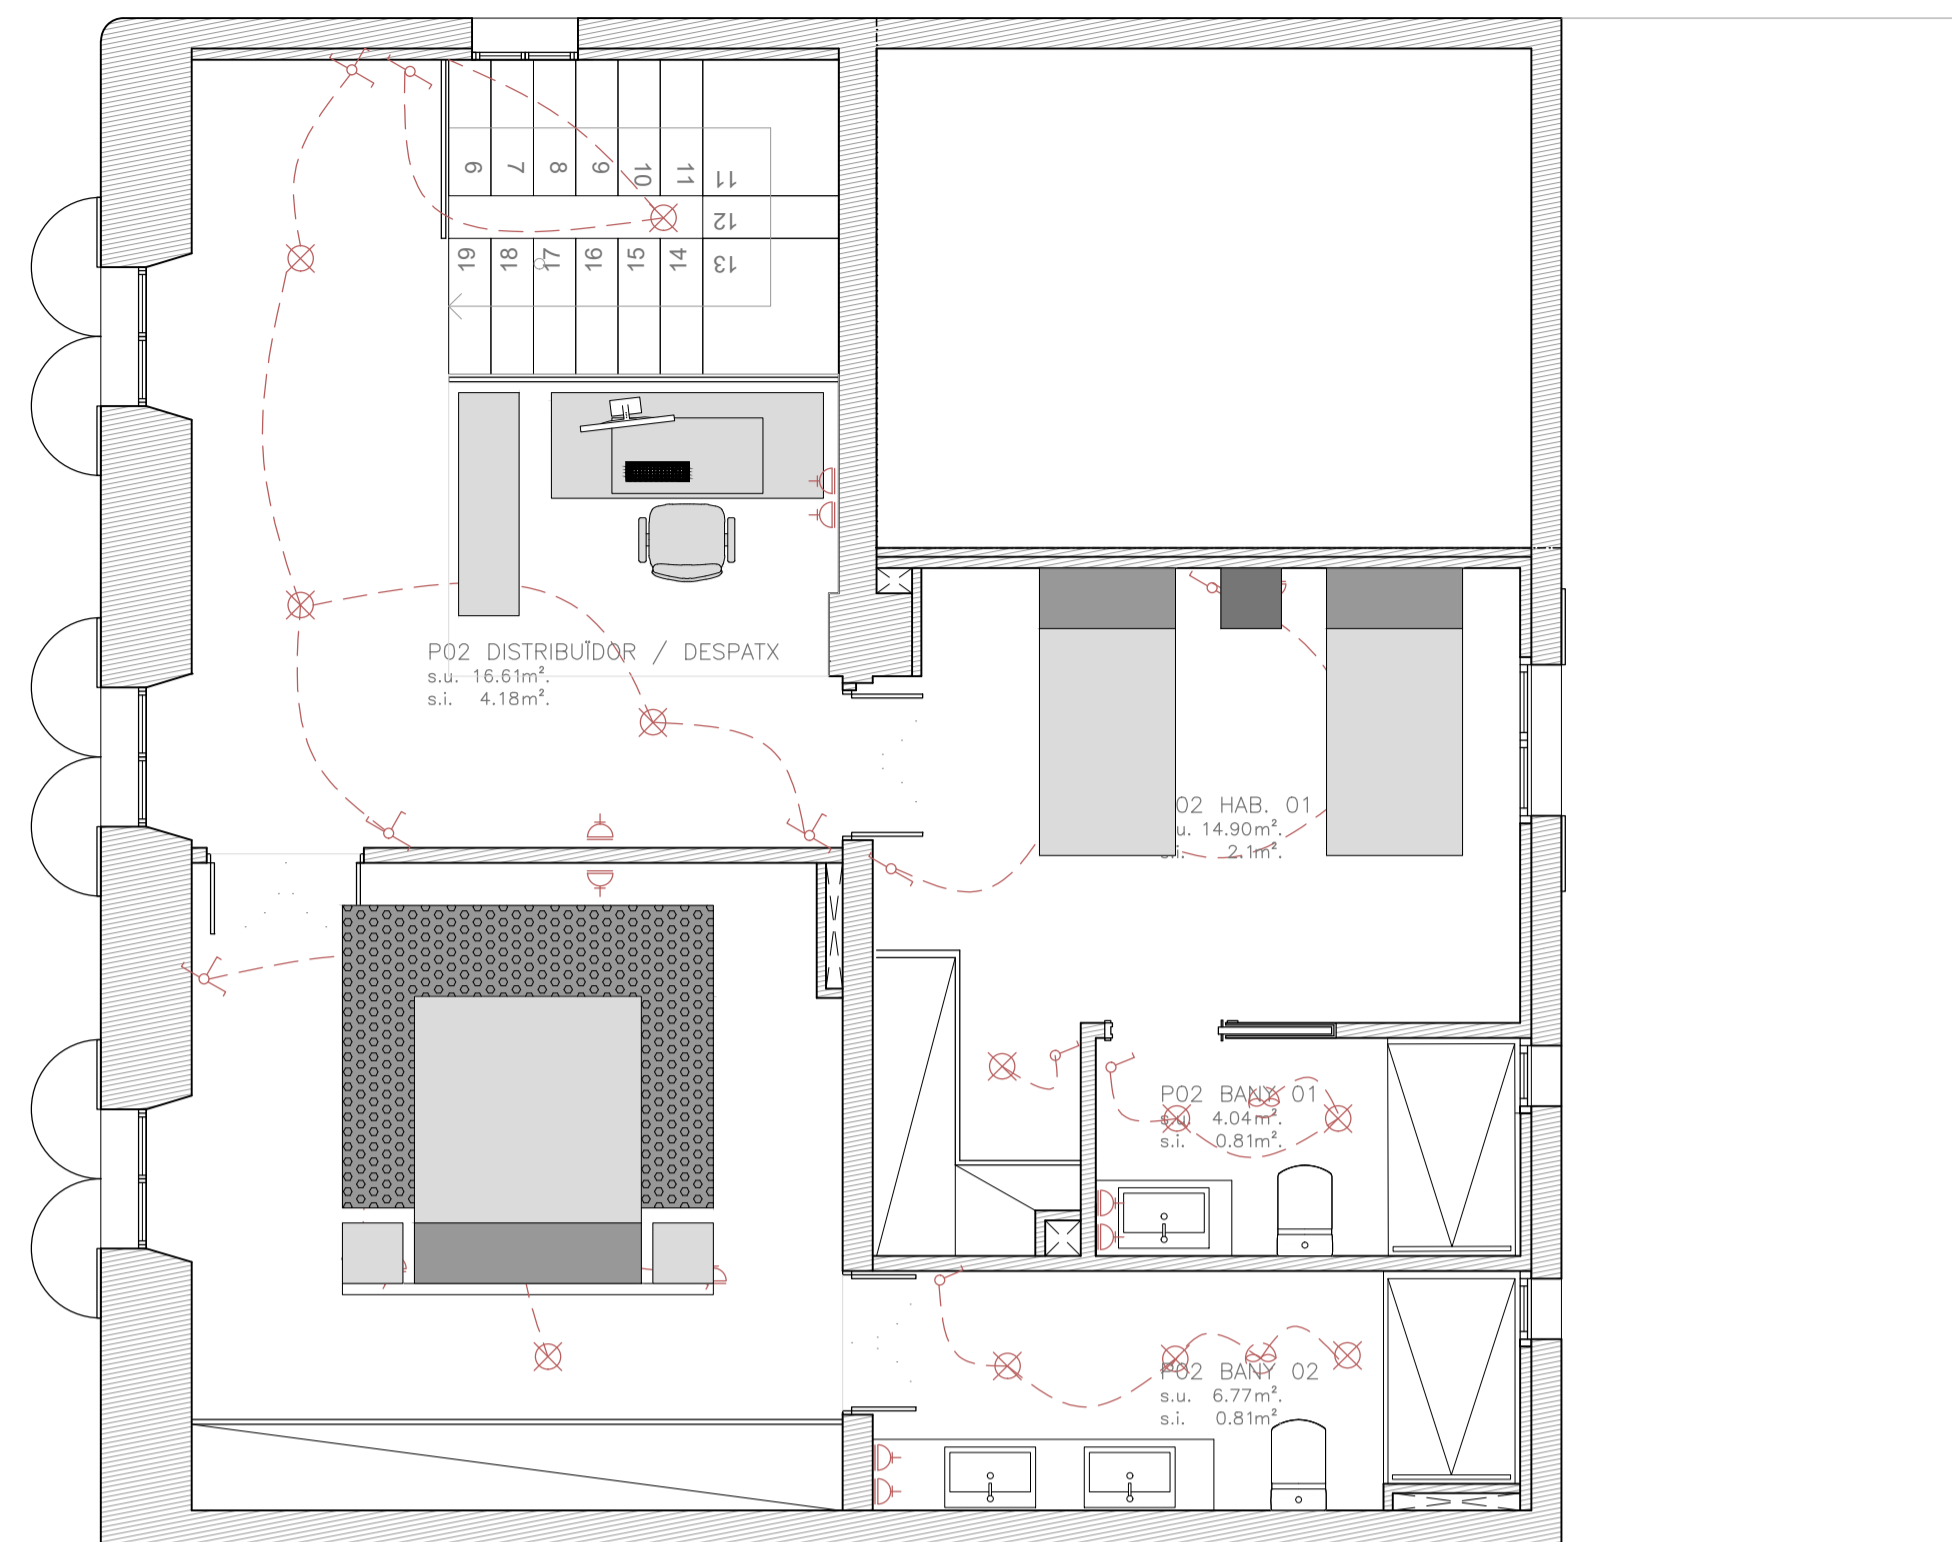 6 7 8 9 10 11 11
12
19 18 17 16 15 14 13
P02 DISTRIBUÏDOR / DESPATX
s.u. 16.61m².
s.i. 4.18m².
02 HAB. 01
u. 14.90m².
i. 2.1m².
P02 BANY 01
s.u. 4.04m².
s.i. 0.81m².
P02 BANY 02
s.u. 6.77m².
s.i. 0.81m².